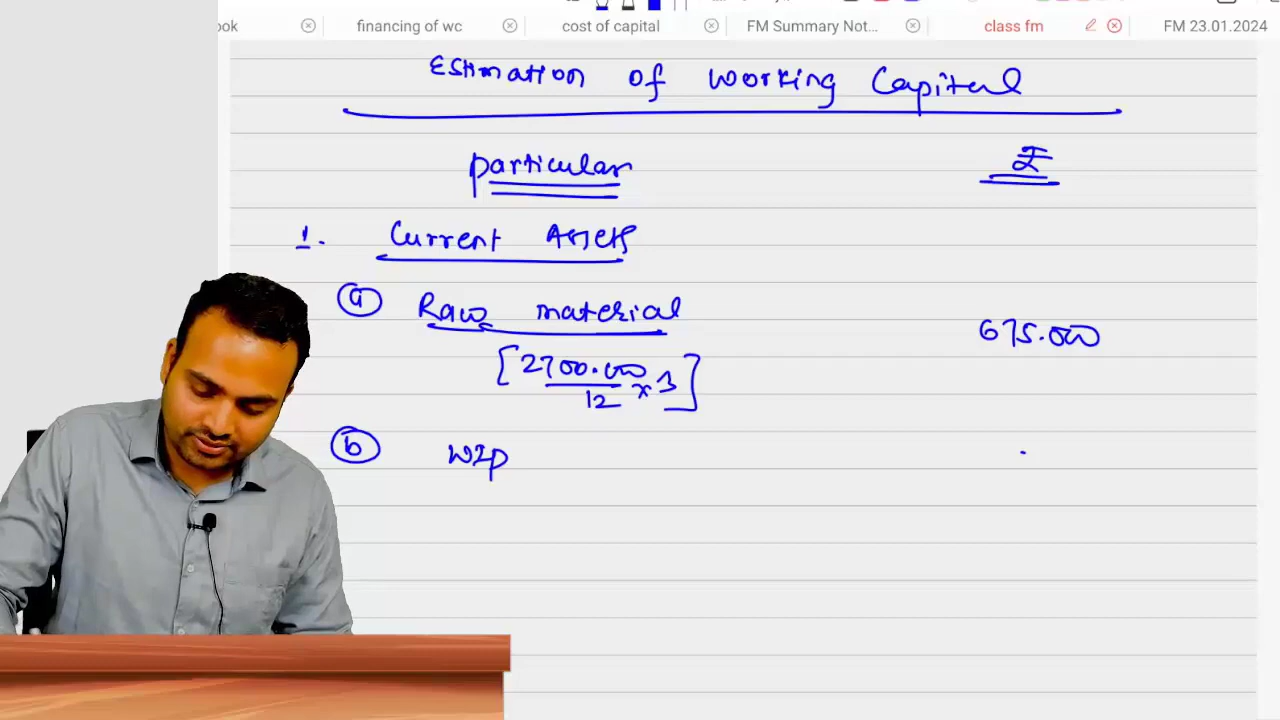 ook financing of wc cost of capital FM Summary Not... class fm FM 23.01.2024
Estimation of Working Capital
Particular ₹
1. Current Assets
(a) Raw material 675.000
[2700.000/12 x 3]
(b) WIP